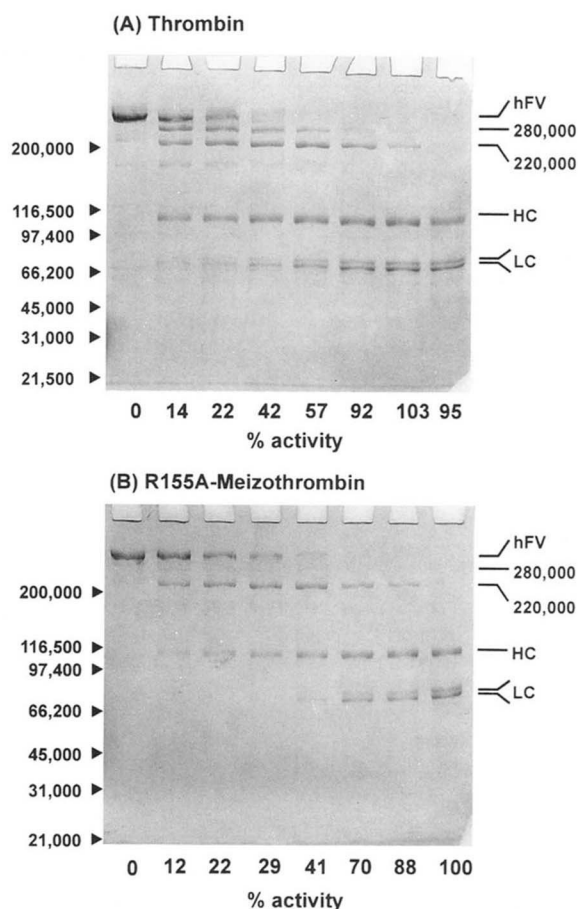 (A) Thrombin
hFV
280,000
220,000
HC
LC
200,000
116,500
97,400
66,200
45,000
31,000
21,500
0 14 22 42 57 92 103 95
% activity
(B) R155A-Meizothrombin
hFV
280,000
220,000
HC
LC
200,000
116,500
97,400
66,200
45,000
31,000
21,000
0 12 22 29 41 70 88 100
% activity